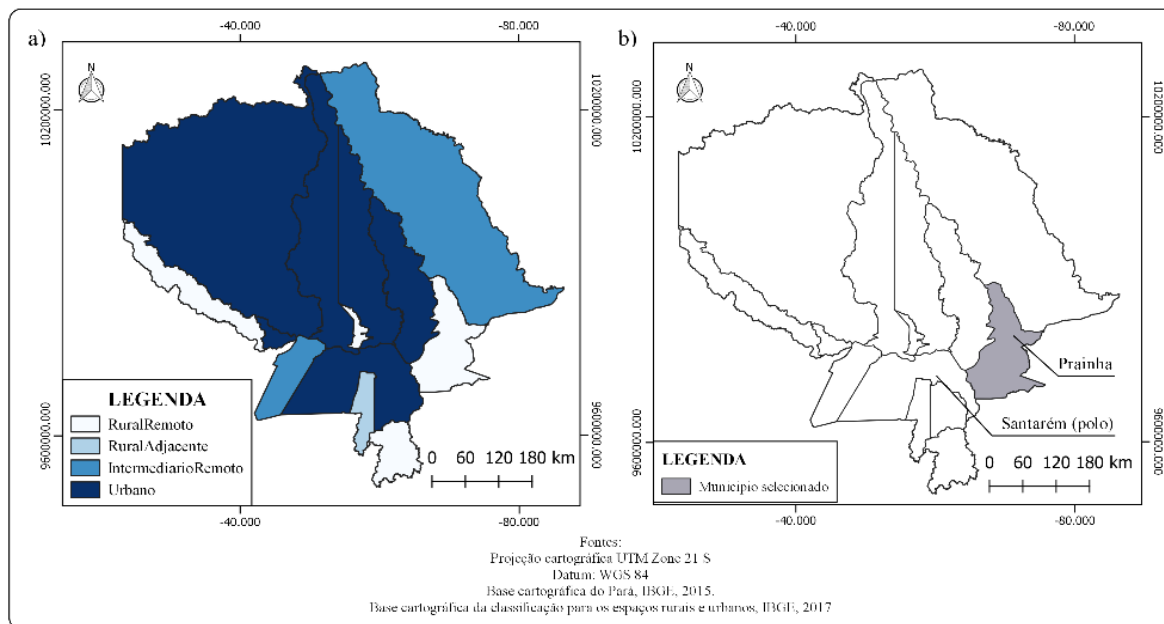 a)
-40.000
-80.000
N
10200000.000
10200000.000
9600000.000
9600000.000
LEGENDA
RuralRemoto
RuralAdjacente
IntermediarioRemoto
Urbano
0 60 120 180 km
-40.000
-80.000
b)
-40.000
-80.000
N
10200000.000
10200000.000
9600000.000
9600000.000
Prainha
Santarém (polo)
LEGENDA
Município selecionado
0 60 120 180 km
-40.000
-80.000
Fontes:
Projeção cartográfica UTM Zone 21 S
Datum: WGS 84
Base cartográfica do Pará, IBGE, 2015.
Base cartográfica da classificação para os espaços rurais e urbanos, IBGE, 2017